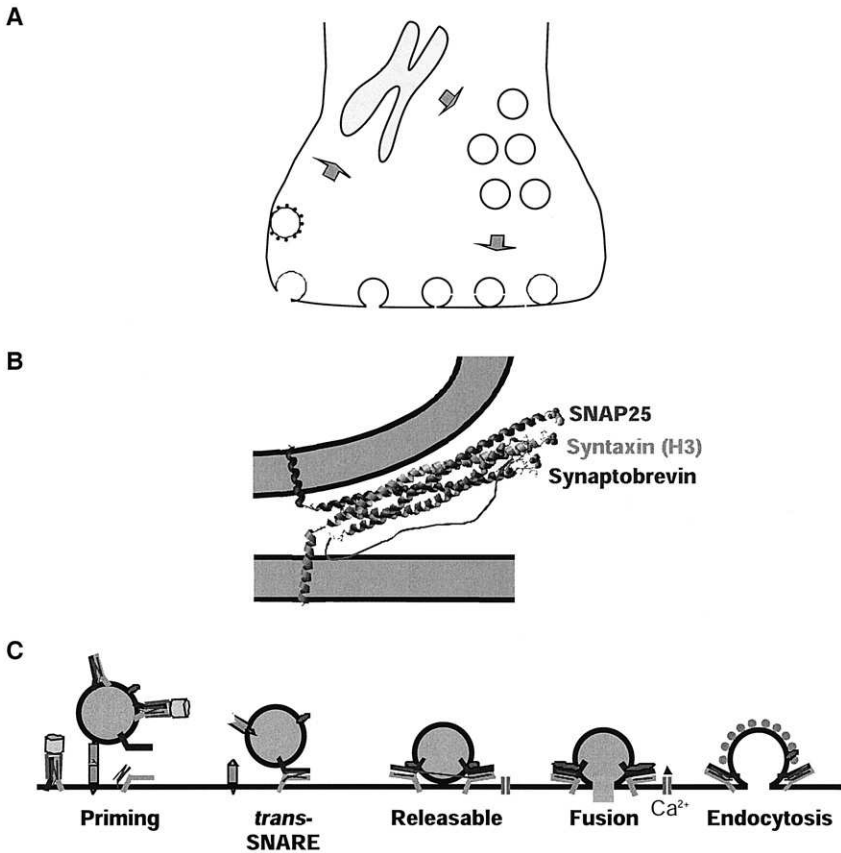 A
B
SNAP25
Syntaxin (H3)
Synaptobrevin
C
Priming
trans-
SNARE
Releasable
Fusion
Ca²⁺
Endocytosis